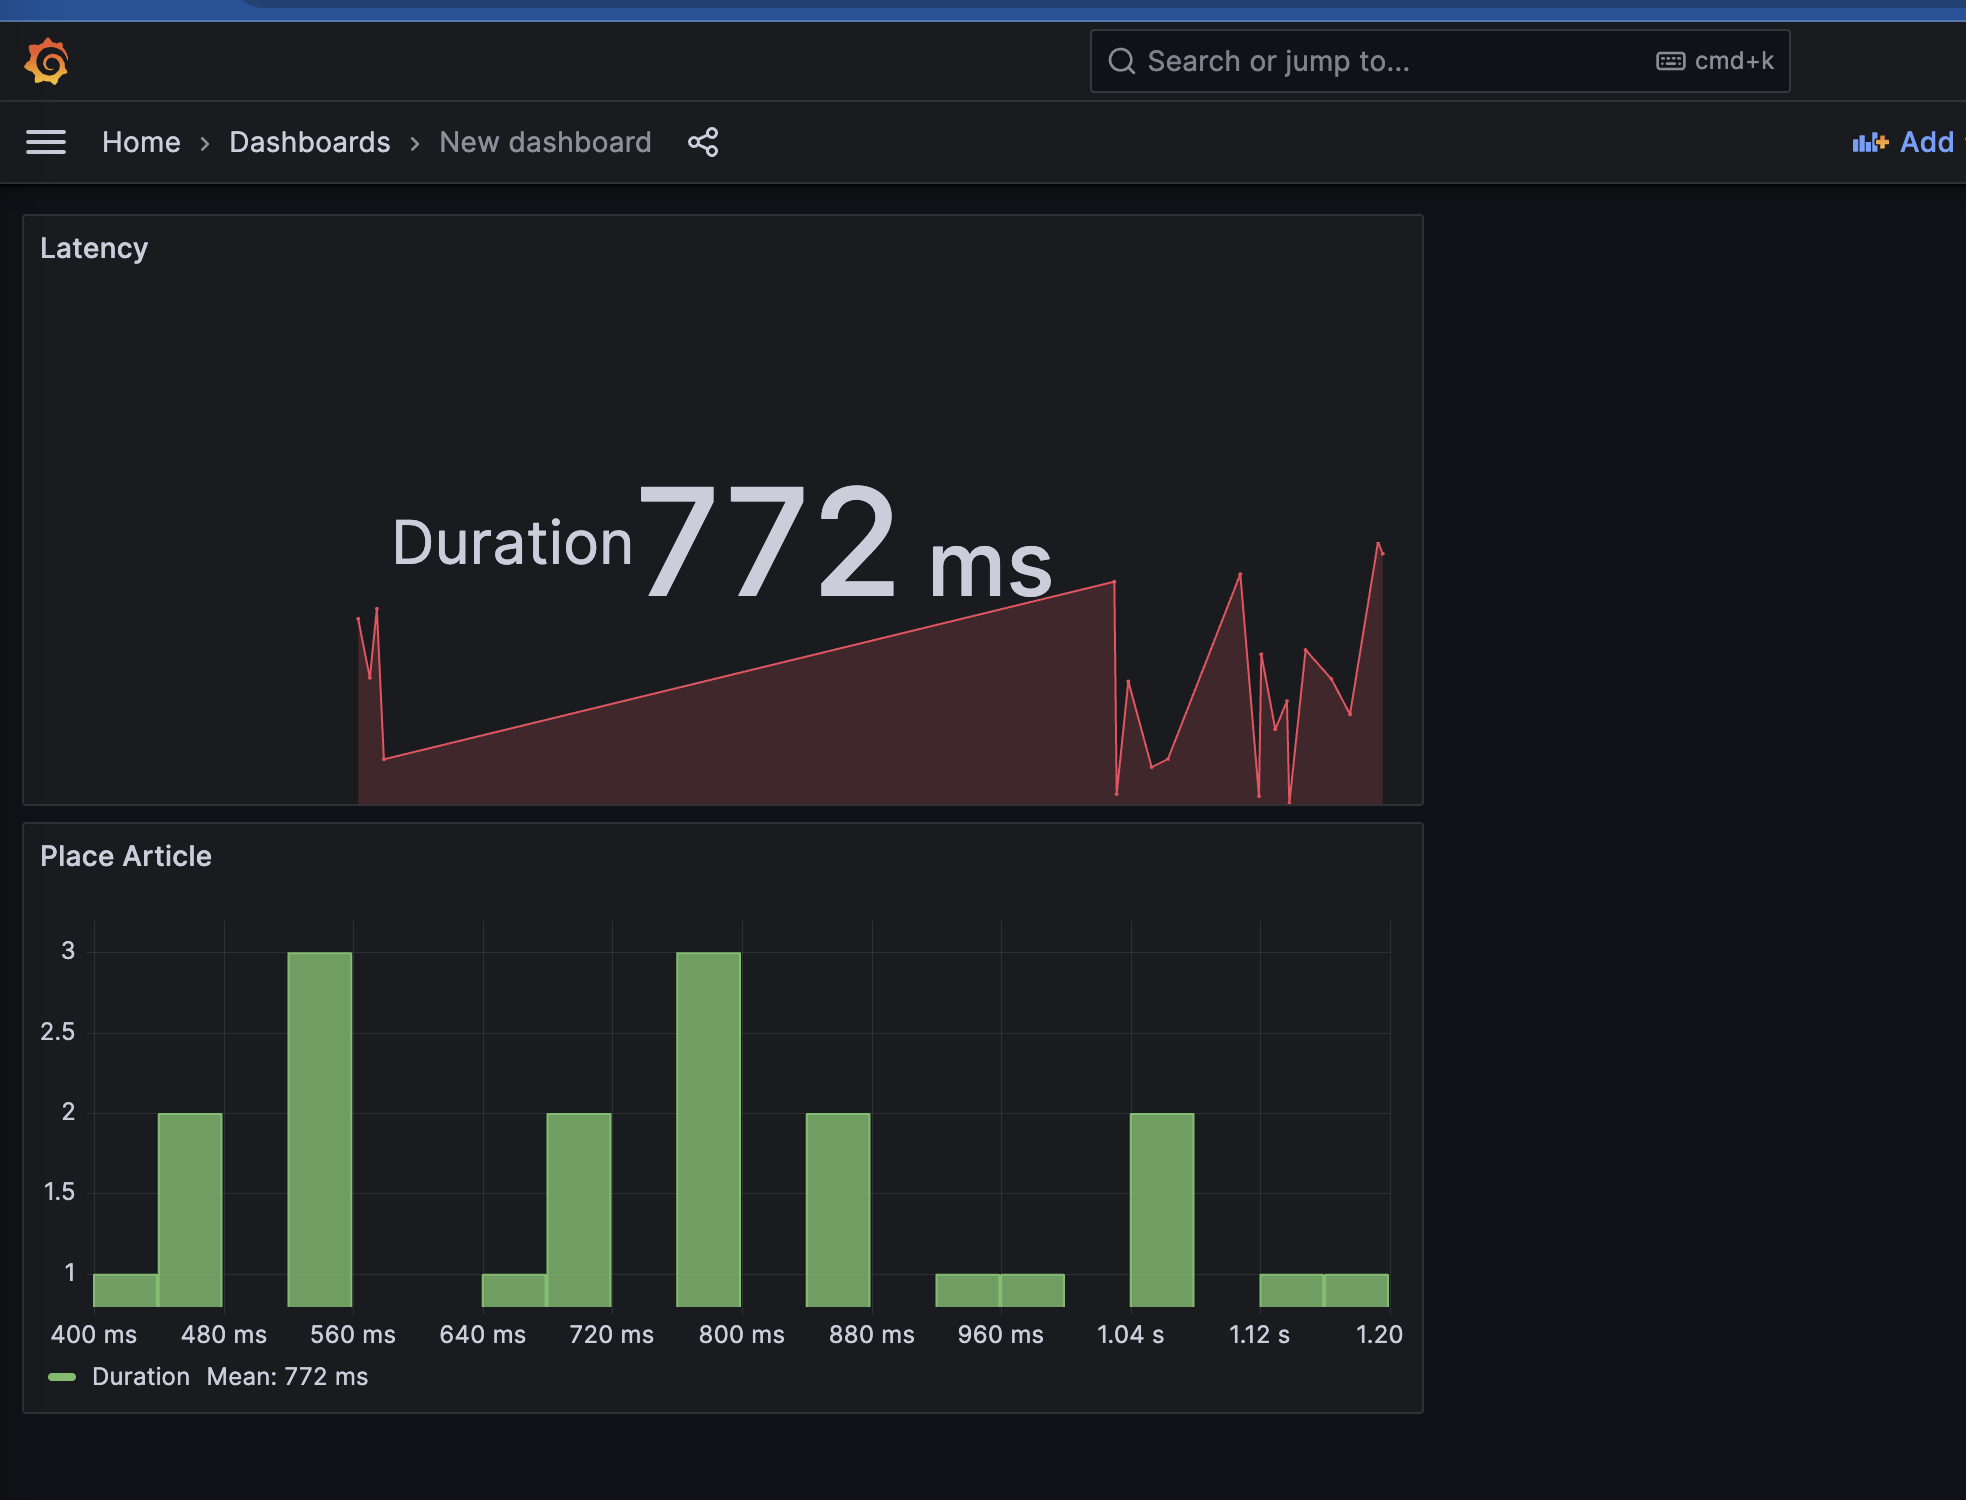 Search or jump to...
cmd+k
Home › Dashboards › New dashboard
Add
Latency
Duration 772 ms
Place Article
3
2.5
2
1.5
1
400 ms 480 ms 560 ms 640 ms 720 ms 800 ms 880 ms 960 ms 1.04 s 1.12 s 1.20
Duration Mean: 772 ms